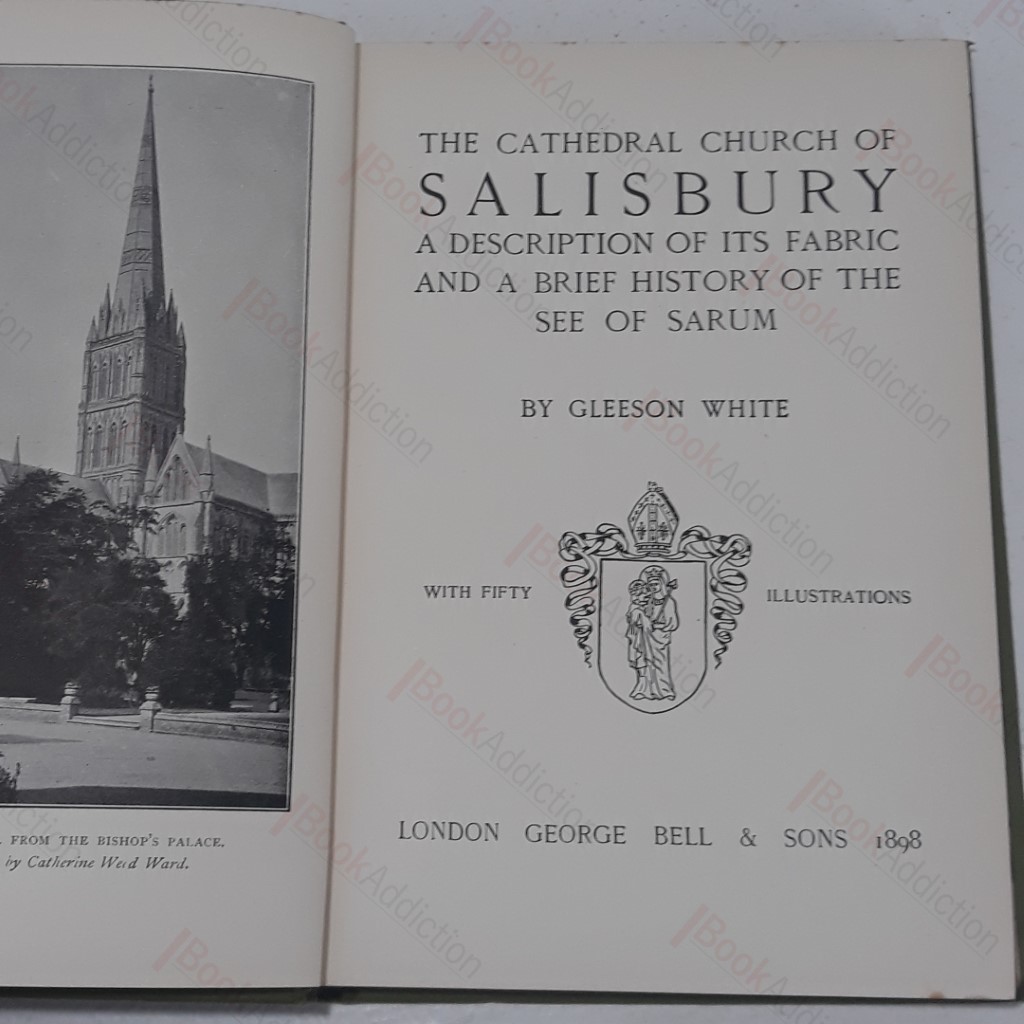 . FROM THE BISHOP'S PALACE.
by Catherine Weed Ward.
THE CATHEDRAL CHURCH OF
SALISBURY
A DESCRIPTION OF ITS FABRIC
AND A BRIEF HISTORY OF THE
SEE OF SARUM
BY GLEESON WHITE
WITH FIFTY ILLUSTRATIONS
LONDON GEORGE BELL & SONS 1898
BookAddiction